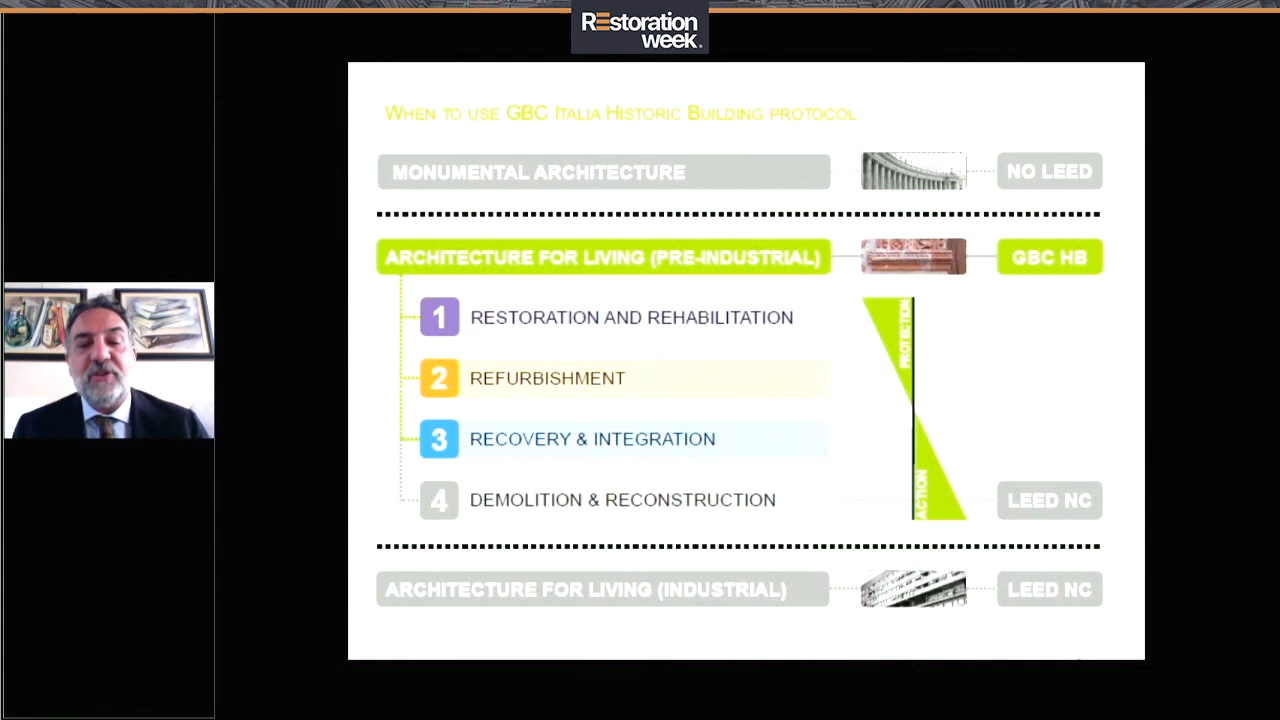 REstoration
week.
WHEN TO USE GBC ITALIA HISTORIC BUILDING PROTOCOL
MONUMENTAL ARCHITECTURE
NO LEED
ARCHITECTURE FOR LIVING (PRE-INDUSTRIAL)
GBC HB
1 RESTORATION AND REHABILITATION
PROTECTION
2 REFURBISHMENT
3 RECOVERY & INTEGRATION
4 DEMOLITION & RECONSTRUCTION
ACTION
LEED NC
ARCHITECTURE FOR LIVING (INDUSTRIAL)
LEED NC